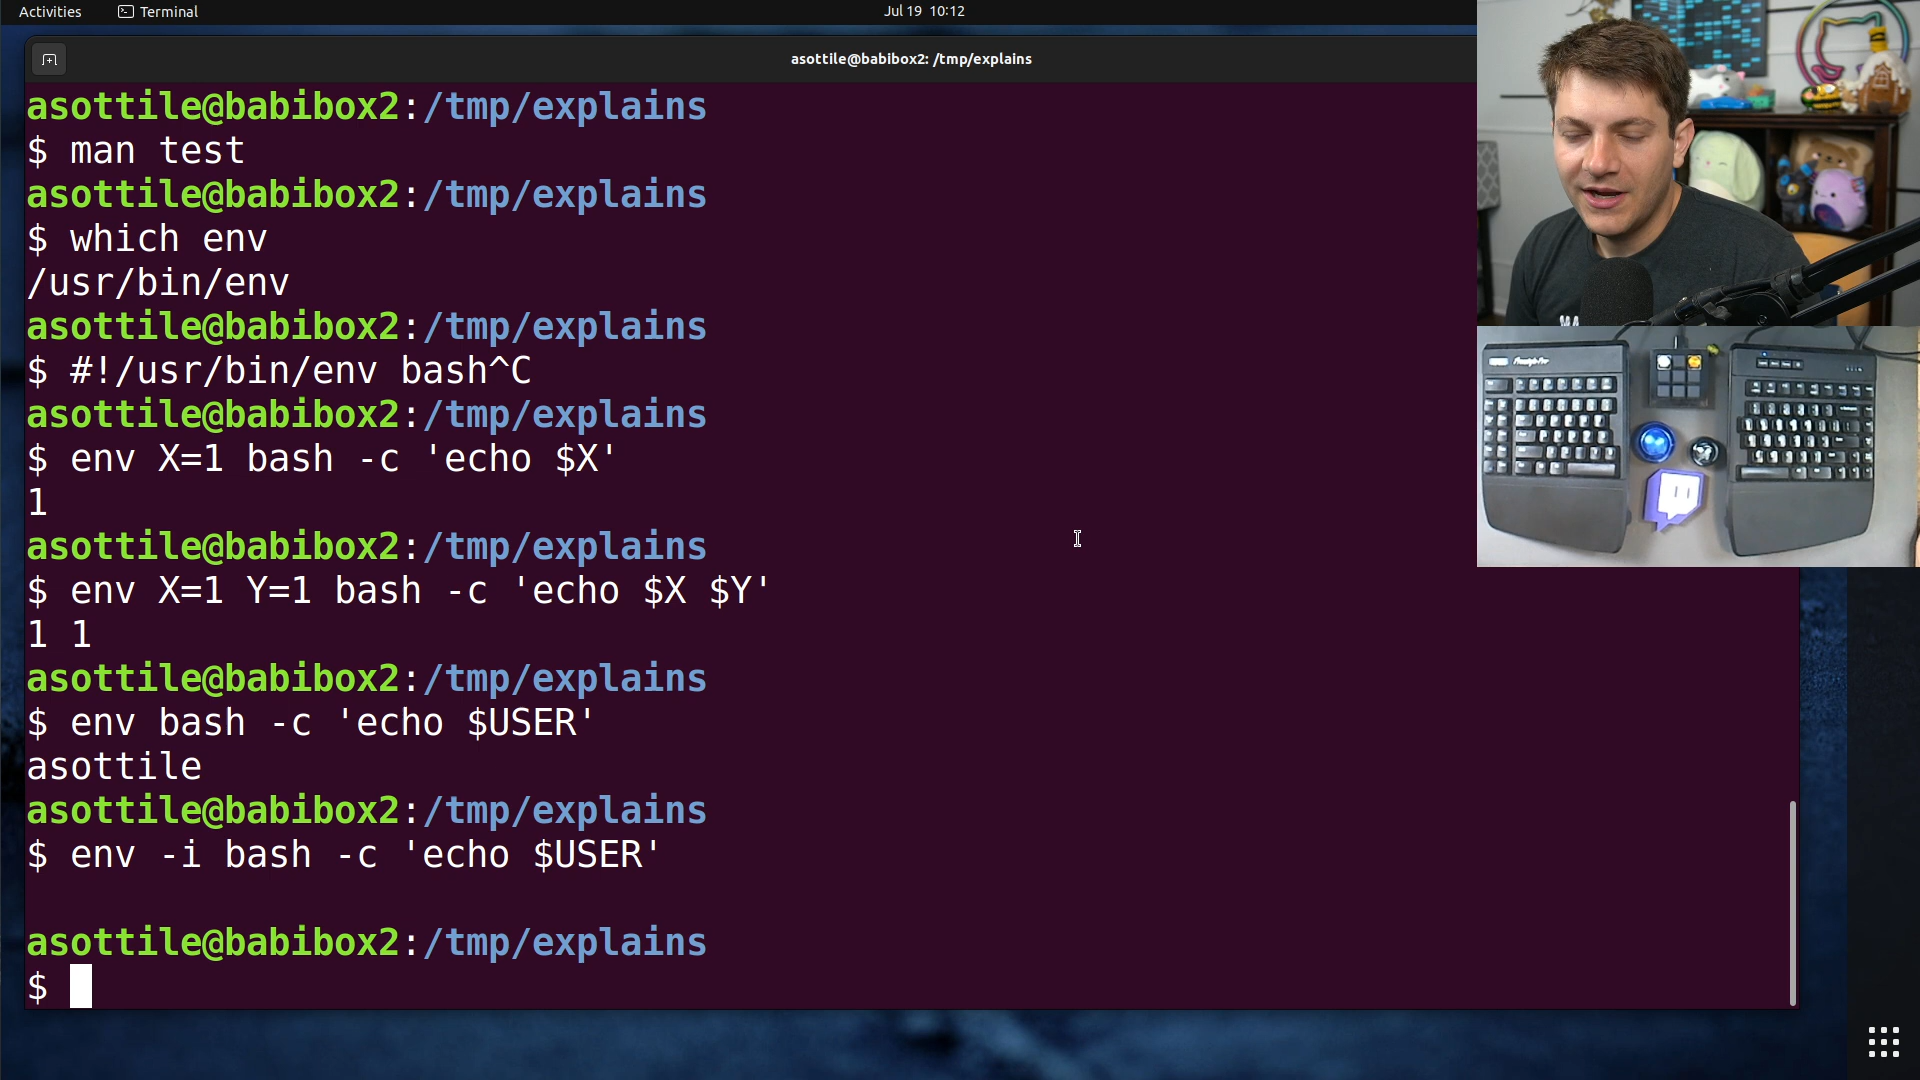 Activities
Terminal
Jul 19 10:12
asottile@babibox2: /tmp/explains
asottile@babibox2:/tmp/explains
$ man test
asottile@babibox2:/tmp/explains
$ which env
/usr/bin/env
asottile@babibox2:/tmp/explains
$ #!/usr/bin/env bash^C
asottile@babibox2:/tmp/explains
$ env X=1 bash -c 'echo $X'
1
asottile@babibox2:/tmp/explains
$ env X=1 Y=1 bash -c 'echo $X $Y'
1 1
asottile@babibox2:/tmp/explains
$ env bash -c 'echo $USER'
asottile
asottile@babibox2:/tmp/explains
$ env -i bash -c 'echo $USER'
asottile@babibox2:/tmp/explains
$